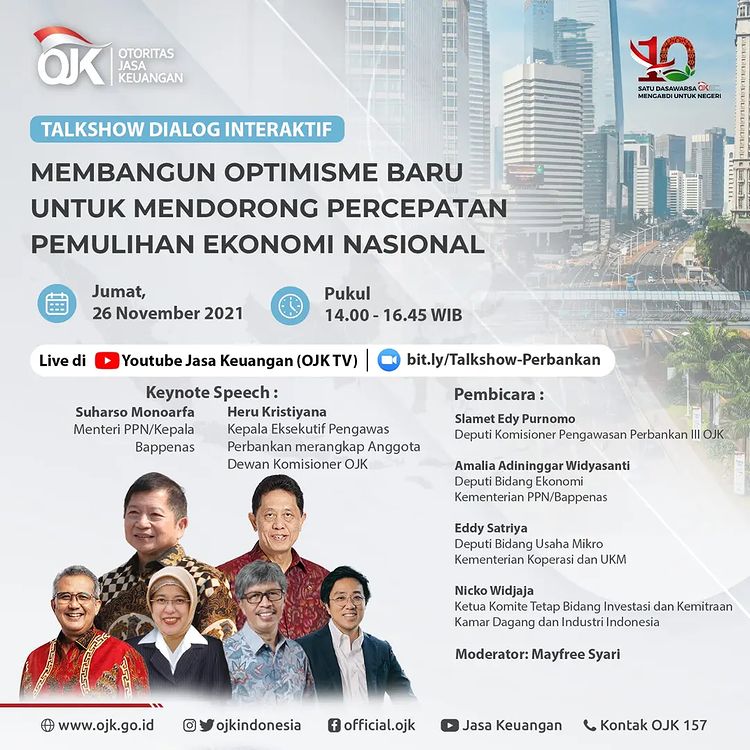 OJK
OTORITAS
JASA
KEUANGAN
10
SATU DASAWARSA OJK
MENGABDI UNTUK NEGERI
TALKSHOW DIALOG INTERAKTIF
MEMBANGUN OPTIMISME BARU
UNTUK MENDORONG PERCEPATAN
PEMULIHAN EKONOMI NASIONAL
Jumat,
26 November 2021
Pukul
14.00 - 16.45 WIB
Live di Youtube Jasa Keuangan (OJK TV) | bit.ly/Talkshow-Perbankan
Keynote Speech :
Suharso Monoarfa
Menteri PPN/Kepala
Bappenas
Heru Kristiyana
Kepala Eksekutif Pengawas
Perbankan merangkap Anggota
Dewan Komisioner OJK
Pembicara :
Slamet Edy Purnomo
Deputi Komisioner Pengawasan Perbankan III OJK
Amalia Adininggar Widyasanti
Deputi Bidang Ekonomi
Kementerian PPN/Bappenas
Eddy Satriya
Deputi Bidang Usaha Mikro
Kementerian Koperasi dan UKM
Nicko Widjaja
Ketua Komite Tetap Bidang Investasi dan Kemitraan
Kamar Dagang dan Industri Indonesia
Moderator: Mayfree Syari
www.ojk.go.id ojkindonesia official.ojk Jasa Keuangan Kontak OJK 157